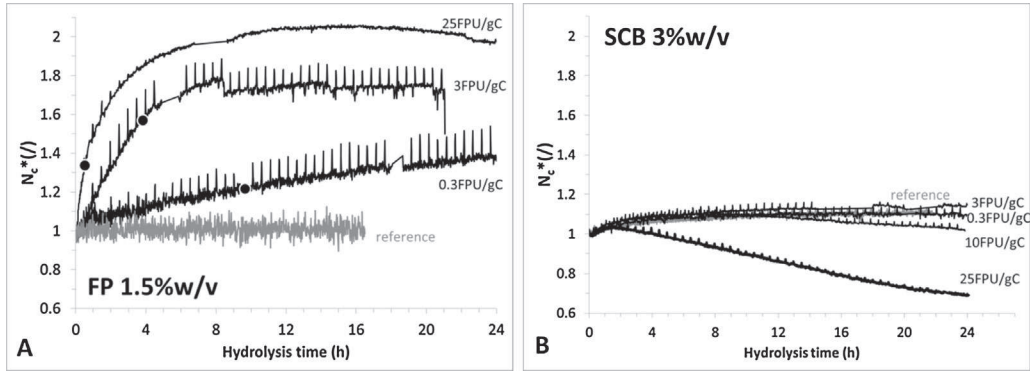 2
1.8
1.6
1.4
1.2
1
0.8
0.6
Nc*(/)
25FPU/gC
3FPU/gC
0.3FPU/gC
reference
FP 1.5%w/v
0 4 8 12 16 20 24
A
Hydrolysis time (h)
SCB 3%w/v
2
1.8
1.6
1.4
1.2
1
0.8
0.6
Nc*(/)
reference
3FPU/gC
0.3FPU/gC
10FPU/gC
25FPU/gC
0 4 8 12 16 20 24
B
Hydrolysis time (h)